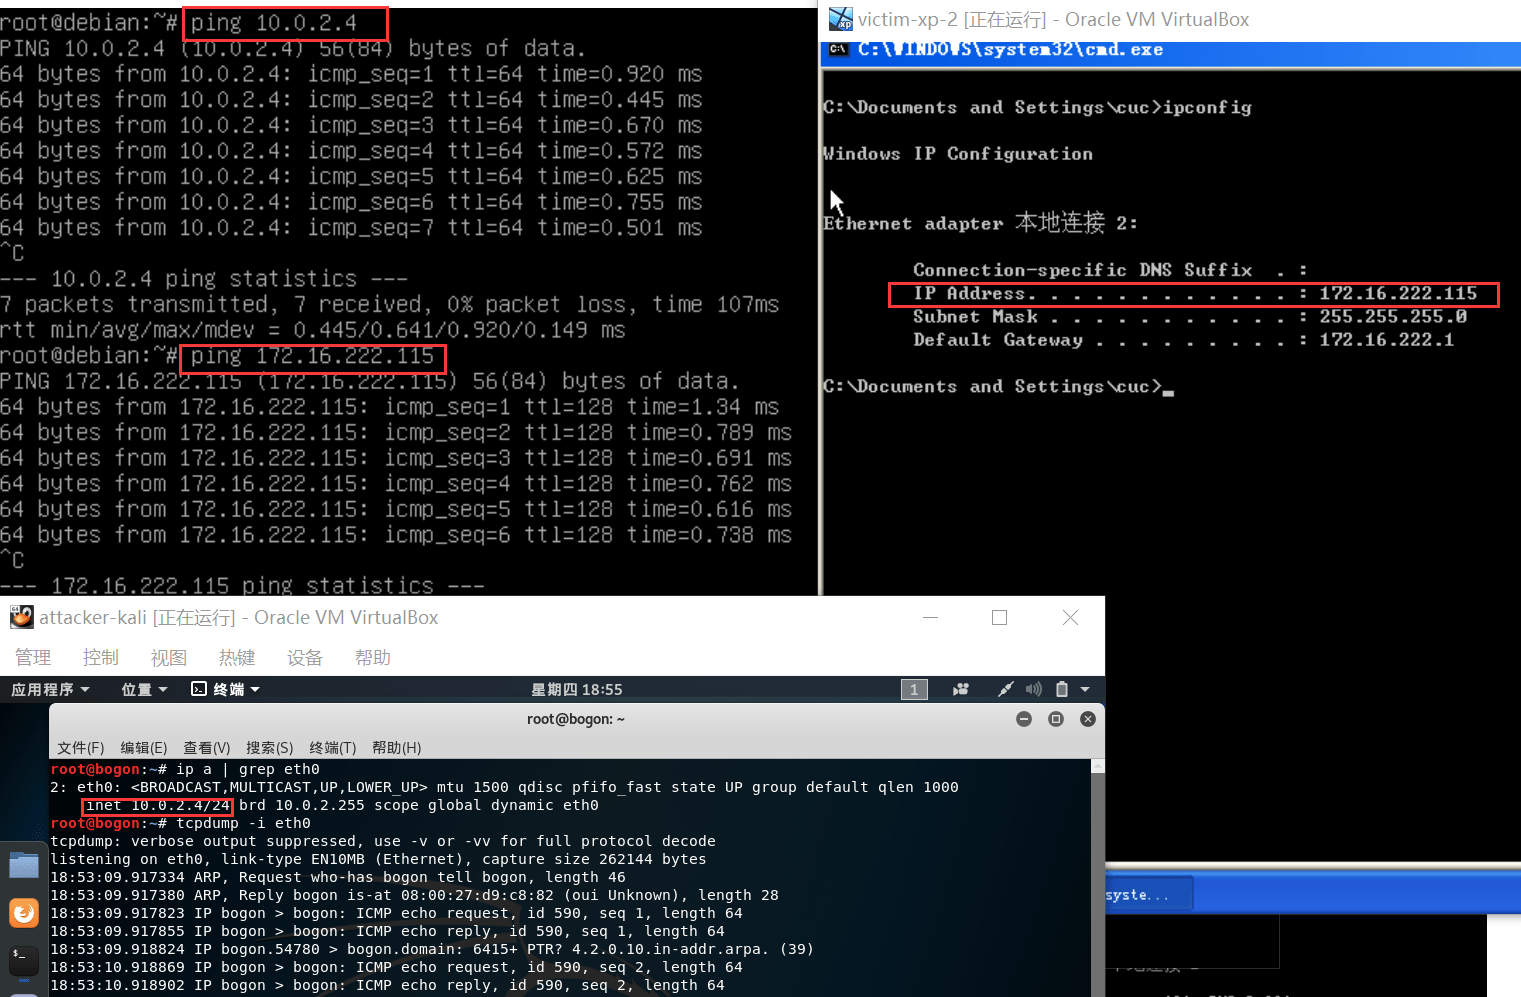 root@debian:~# ping 10.0.2.4
PING 10.0.2.4 (10.0.2.4) 56(84) bytes of data.
64 bytes from 10.0.2.4: icmp_seq=1 ttl=64 time=0.920 ms
64 bytes from 10.0.2.4: icmp_seq=2 ttl=64 time=0.445 ms
64 bytes from 10.0.2.4: icmp_seq=3 ttl=64 time=0.670 ms
64 bytes from 10.0.2.4: icmp_seq=4 ttl=64 time=0.572 ms
64 bytes from 10.0.2.4: icmp_seq=5 ttl=64 time=0.625 ms
64 bytes from 10.0.2.4: icmp_seq=6 ttl=64 time=0.755 ms
64 bytes from 10.0.2.4: icmp_seq=7 ttl=64 time=0.501 ms
^C
--- 10.0.2.4 ping statistics ---
7 packets transmitted, 7 received, 0% packet loss, time 107ms
rtt min/avg/max/mdev = 0.445/0.641/0.920/0.149 ms
root@debian:~# ping 172.16.222.115
PING 172.16.222.115 (172.16.222.115) 56(84) bytes of data.
64 bytes from 172.16.222.115: icmp_seq=1 ttl=128 time=1.34 ms
64 bytes from 172.16.222.115: icmp_seq=2 ttl=128 time=0.789 ms
64 bytes from 172.16.222.115: icmp_seq=3 ttl=128 time=0.691 ms
64 bytes from 172.16.222.115: icmp_seq=4 ttl=128 time=0.762 ms
64 bytes from 172.16.222.115: icmp_seq=5 ttl=128 time=0.616 ms
64 bytes from 172.16.222.115: icmp_seq=6 ttl=128 time=0.738 ms
^C
--- 172.16.222.115 ping statistics ---
victim-xp-2 [正在运行] - Oracle VM VirtualBox
C:\WINDOWS\system32\cmd.exe
C:\Documents and Settings\cuc>ipconfig
Windows IP Configuration
Ethernet adapter 本地连接 2:
Connection-specific DNS Suffix  . :
IP Address. . . . . . . . . . . . : 172.16.222.115
Subnet Mask . . . . . . . . . . . : 255.255.255.0
Default Gateway . . . . . . . . . : 172.16.222.1
C:\Documents and Settings\cuc>_
attacker-kali [正在运行] - Oracle VM VirtualBox
管理 控制 视图 热键 设备 帮助
应用程序 位置 终端 星期四 18:55 1
root@bogon: ~
文件(F) 编辑(E) 查看(V) 搜索(S) 终端(T) 帮助(H)
root@bogon:~# ip a | grep eth0
2: eth0: <BROADCAST,MULTICAST,UP,LOWER_UP> mtu 1500 qdisc pfifo_fast state UP group default qlen 1000
inet 10.0.2.4/24 brd 10.0.2.255 scope global dynamic eth0
root@bogon:~# tcpdump -i eth0
tcpdump: verbose output suppressed, use -v or -vv for full protocol decode
listening on eth0, link-type EN10MB (Ethernet), capture size 262144 bytes
18:53:09.917334 ARP, Request who-has bogon tell bogon, length 46
18:53:09.917380 ARP, Reply bogon is-at 08:00:27:d9:c8:82 (oui Unknown), length 28
18:53:09.917823 IP bogon > bogon: ICMP echo request, id 590, seq 1, length 64
18:53:09.917855 IP bogon > bogon: ICMP echo reply, id 590, seq 1, length 64
18:53:09.918824 IP bogon.54780 > bogon.domain: 6415+ PTR? 4.2.0.10.in-addr.arpa. (39)
18:53:10.918869 IP bogon > bogon: ICMP echo request, id 590, seq 2, length 64
18:53:10.918902 IP bogon > bogon: ICMP echo reply, id 590, seq 2, length 64
syste...